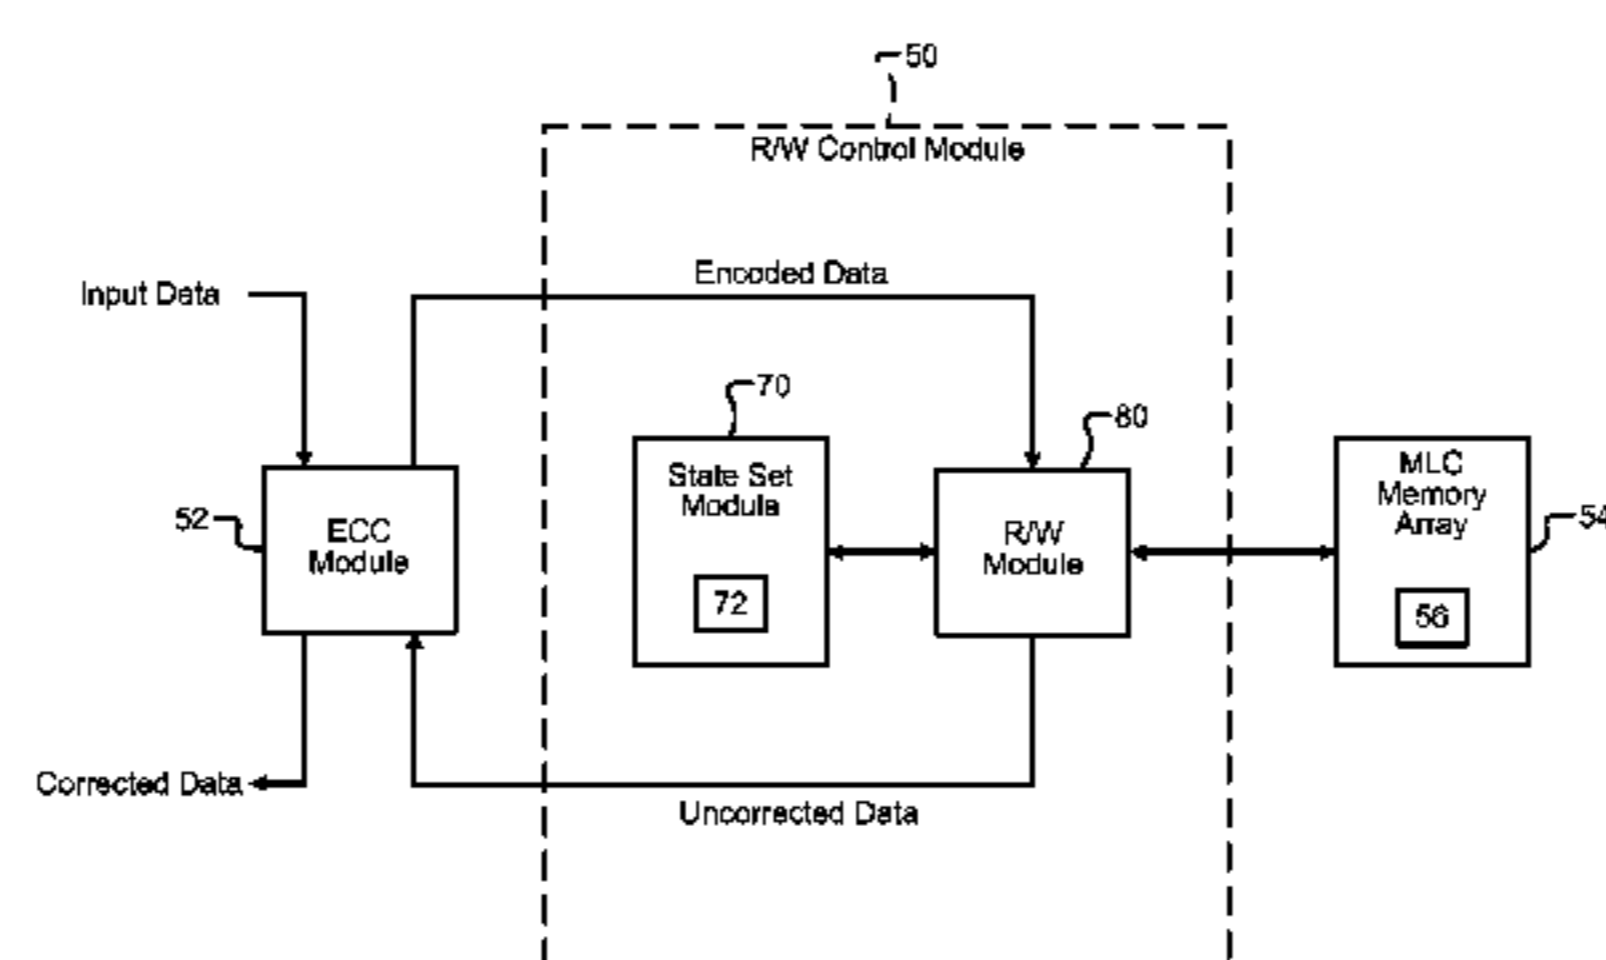 50
R/W Control Module
Encoded Data
Input Data
70
80
State Set
Module
MLC
Memory
Array
52
ECC
Module
R/W
Module
54
72
56
Corrected Data
Uncorrected Data